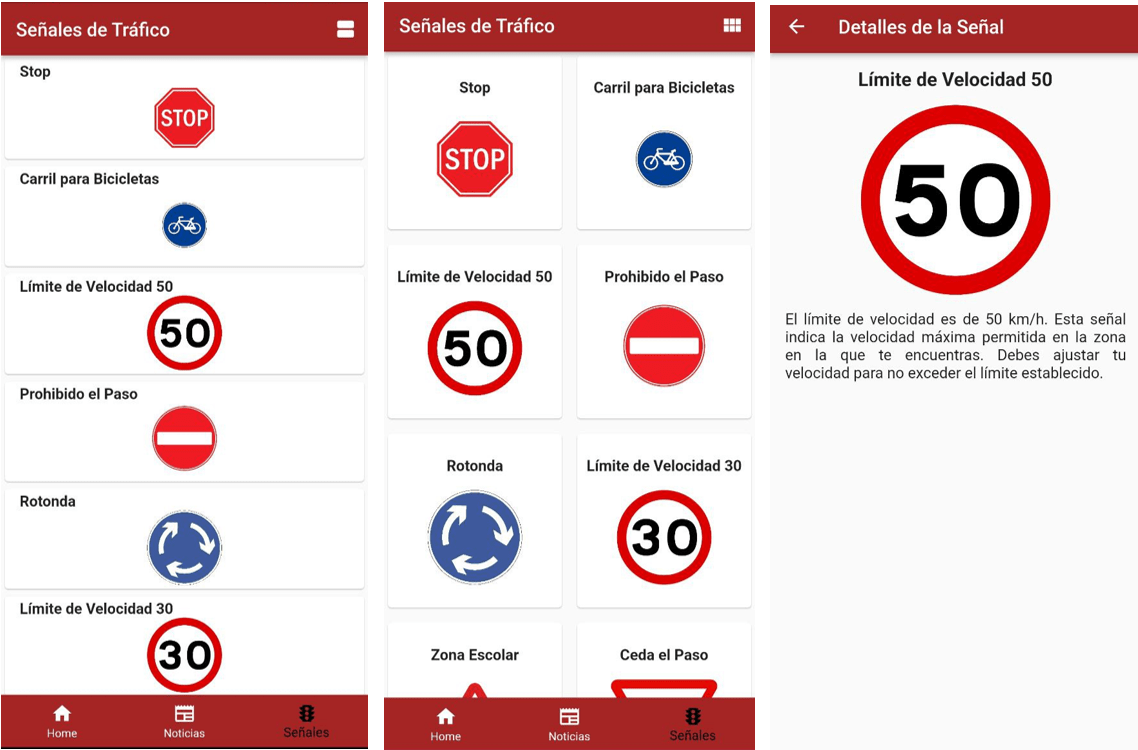 Señales de Tráfico
Stop
STOP
Carril para Bicicletas
Límite de Velocidad 50
50
Prohibido el Paso
Rotonda
Límite de Velocidad 30
30
Home
Noticias
Señales
Señales de Tráfico
Stop
Carril para Bicicletas
STOP
Límite de Velocidad 50
Prohibido el Paso
50
Rotonda
Límite de Velocidad 30
30
Zona Escolar
Ceda el Paso
Home
Noticias
Señales
Detalles de la Señal
Límite de Velocidad 50
50
El límite de velocidad es de 50 km/h. Esta señal
indica la velocidad máxima permitida en la zona
en la que te encuentras. Debes ajustar tu
velocidad para no exceder el límite establecido.